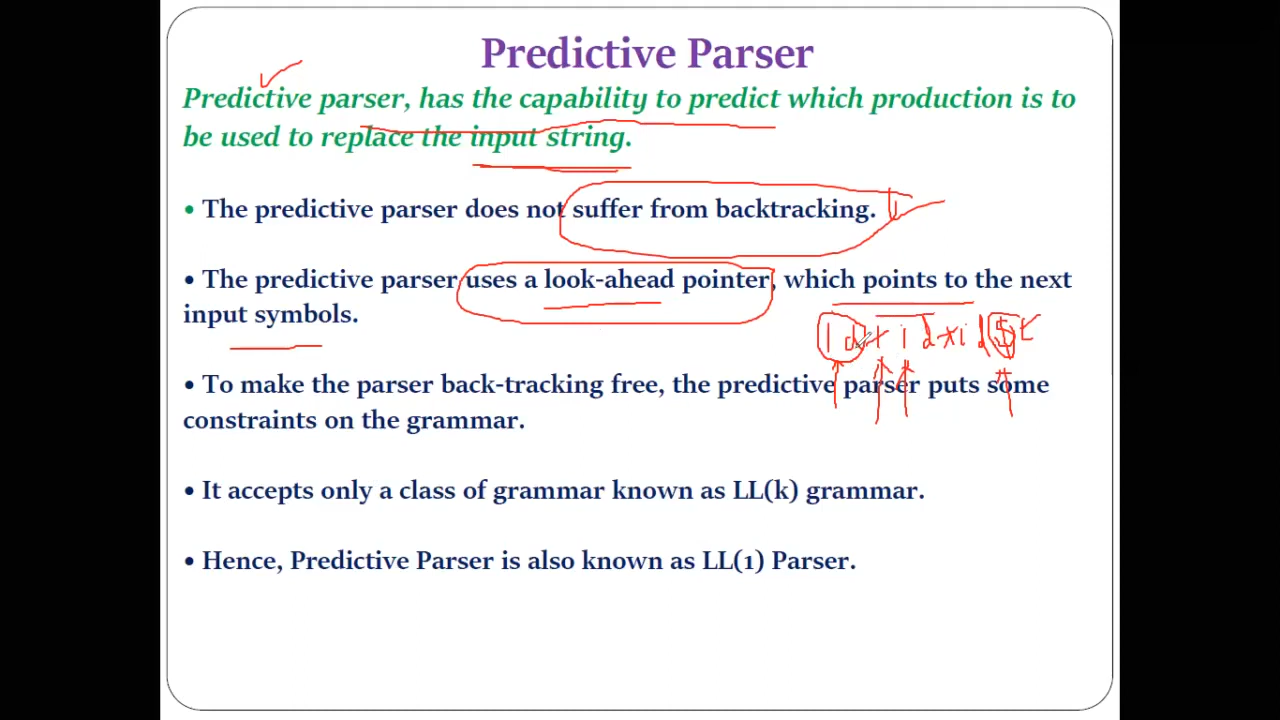 Predictive Parser
Predictive parser, has the capability to predict which production is to
be used to replace the input string.
• The predictive parser does not suffer from backtracking.
• The predictive parser uses a look-ahead pointer, which points to the next
input symbols.
id + id * id $
• To make the parser back-tracking free, the predictive parser puts some
constraints on the grammar.
• It accepts only a class of grammar known as LL(k) grammar.
• Hence, Predictive Parser is also known as LL(1) Parser.